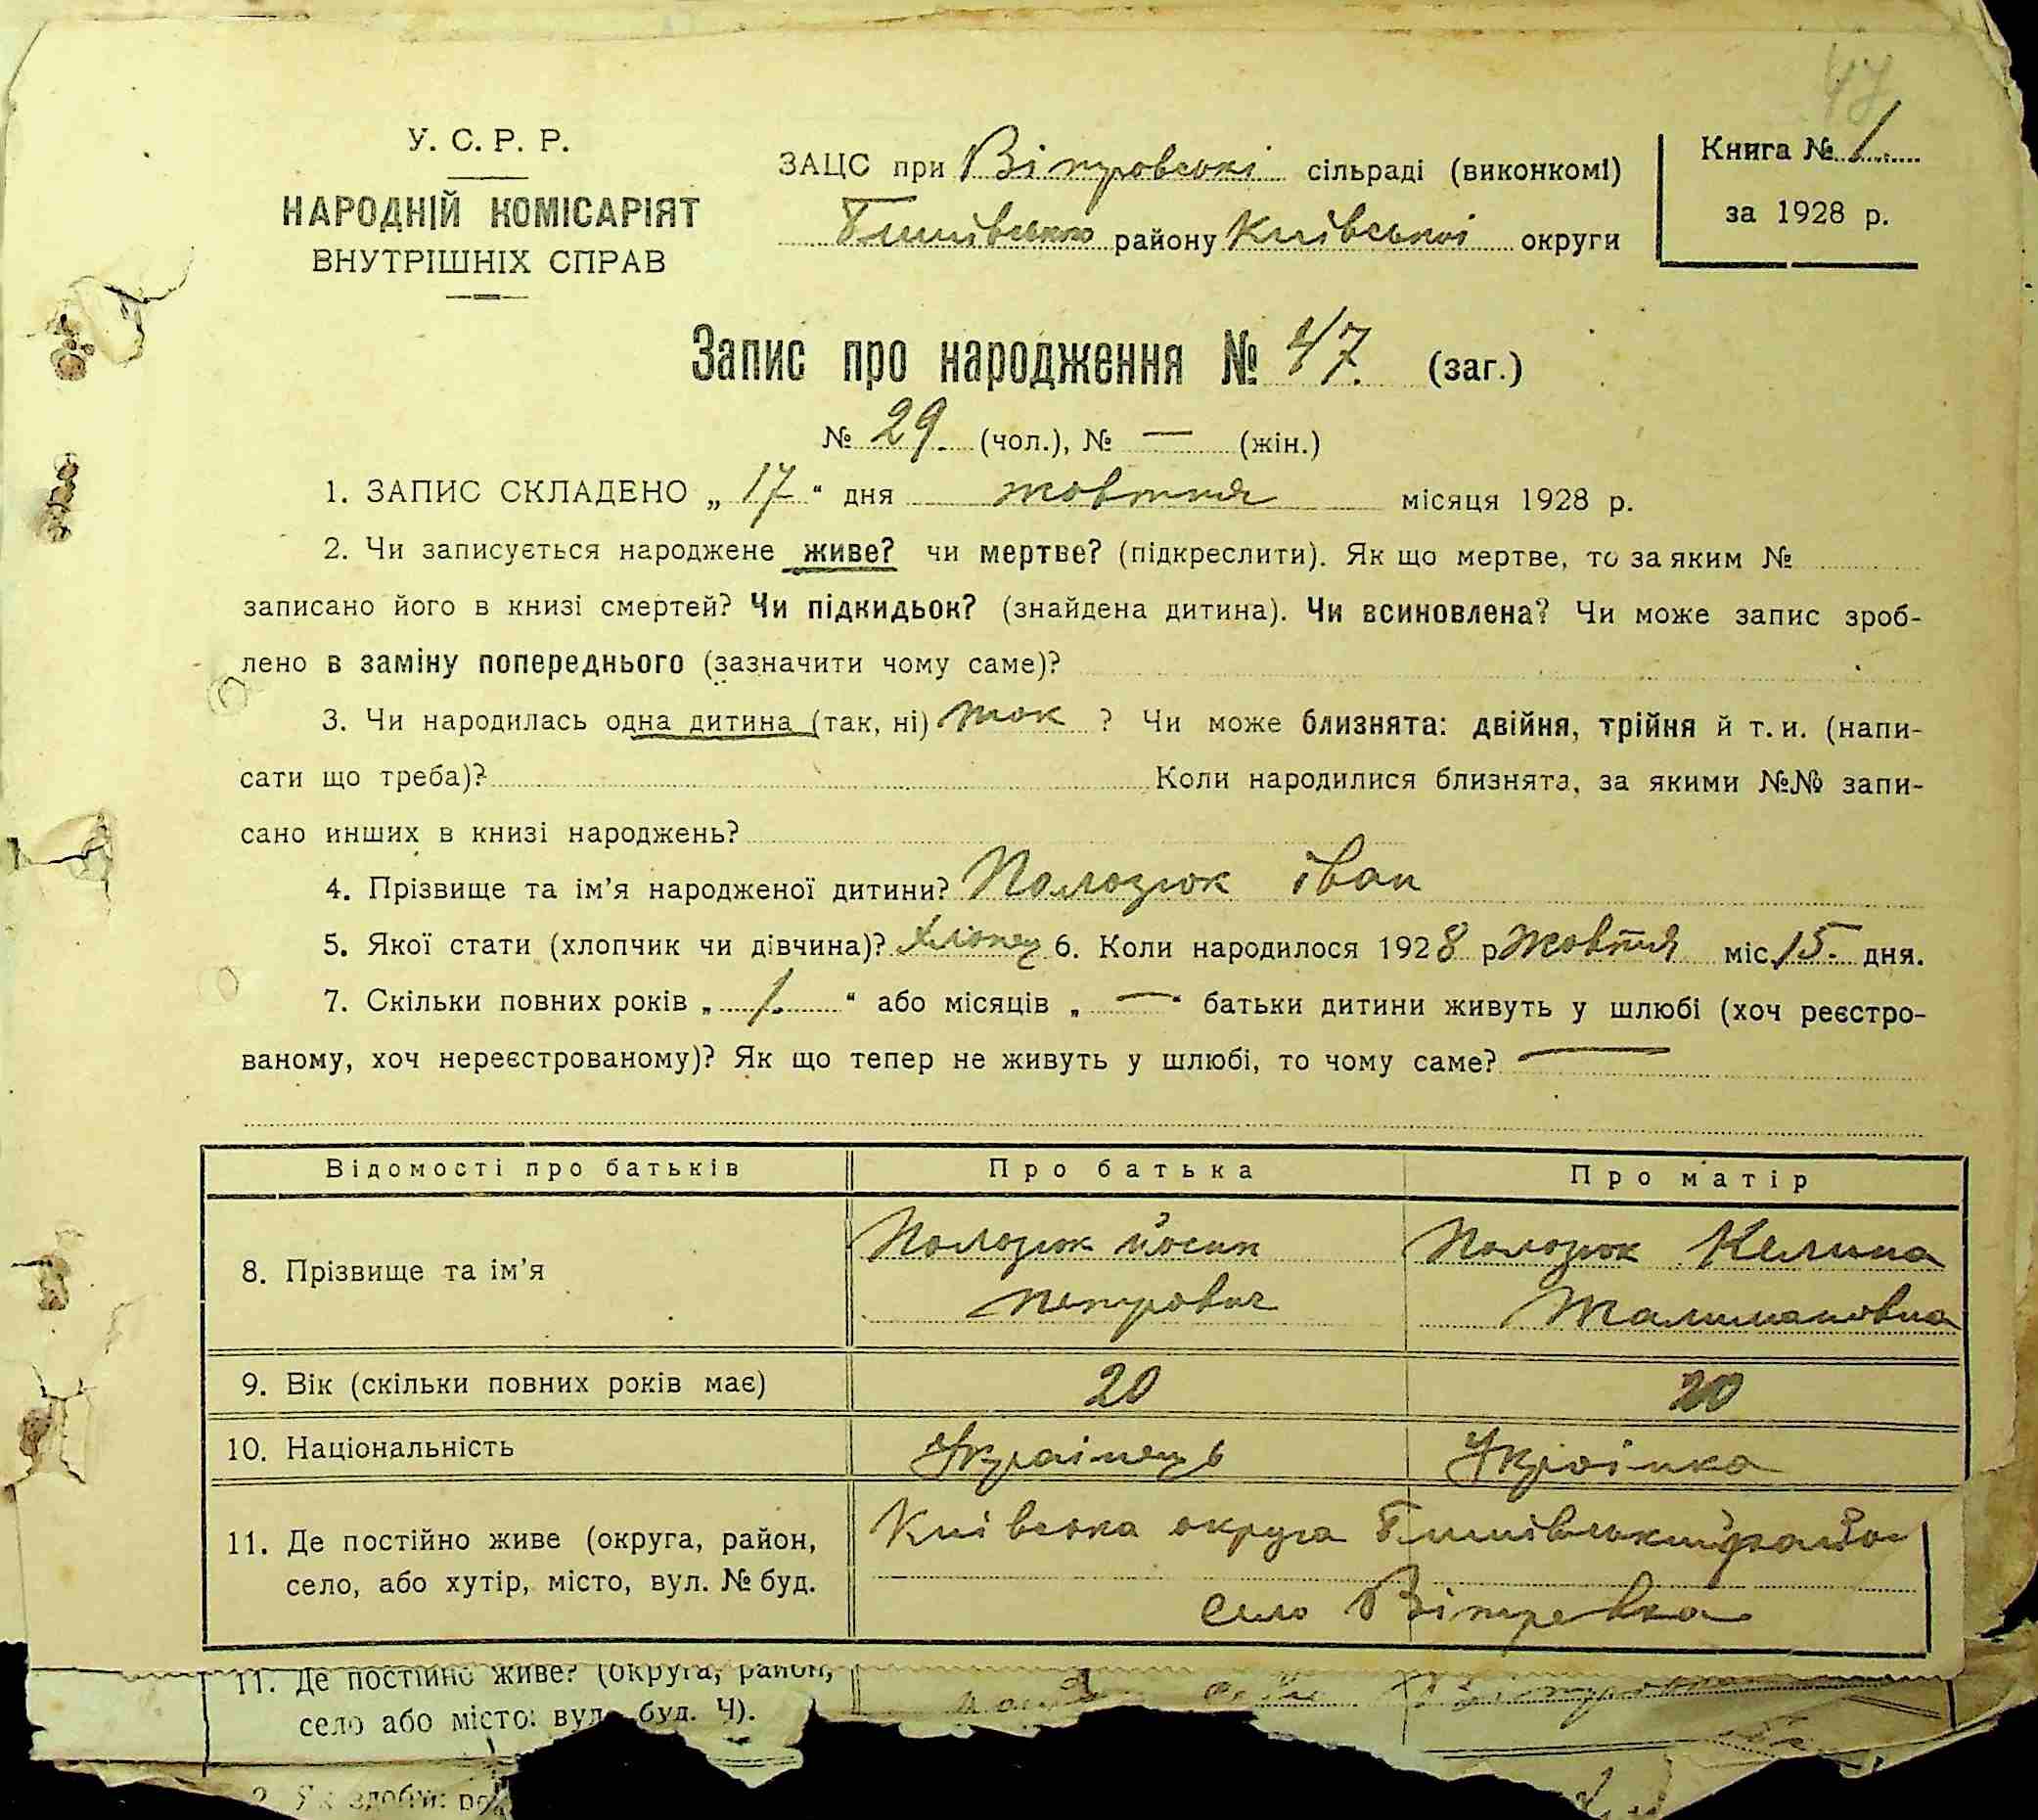 47
У. С. Р. Р.
НАРОДНІЙ КОМІСАРІЯТ
ВНУТРІШНІХ СПРАВ
ЗАЦС при Вітровські сільраді (виконкомі)
району Київської округи
Книга № 1.
за 1928 р.
Запис про народження № 47. (заг.)
№ 29. (чол.), № — (жін.)
1. ЗАПИС СКЛАДЕНО „ 17 “ дня жовтня місяця 1928 р.
2. Чи записується народжене живе? чи мертве? (підкреслити). Як що мертве, то за яким №
записано його в книзі смертей? Чи підкидьок? (знайдена дитина). Чи всиновлена? Чи може запис зроб-
лено в заміну попереднього (зазначити чому саме)?
3. Чи народилась одна дитина (так, ні) так ? Чи може близнята: двійня, трійня й т. и. (напи-
сати що треба)? Коли народилися близнята, за якими №№ запи-
сано инших в книзі народжень?
4. Прізвище та ім’я народженої дитини? Полозюк іван
5. Якої стати (хлопчик чи дівчина)? Хлопец 6. Коли народилося 1928 р жовтня міс. 15. дня.
7. Скільки повних років „ 1. “ або місяців „ — “ батьки дитини живуть у шлюбі (хоч реєстро-
ваному, хоч нереєстрованому)? Як що тепер не живуть у шлюбі, то чому саме? —
Відомості про батьків Про батька Про матір
8. Прізвище та ім’я
Полозюк йосип Полозюк Килина
петрович
9. Вік (скільки повних років має) 20 20
10. Національність Українець Українка
11. Де постійно живе (округа, район,
село, або хутір, місто, вул. № буд.
Київска округа район
село Вітревка
11. Де постійно живе? (округа, район,
село або місто: вул. буд. Ч).